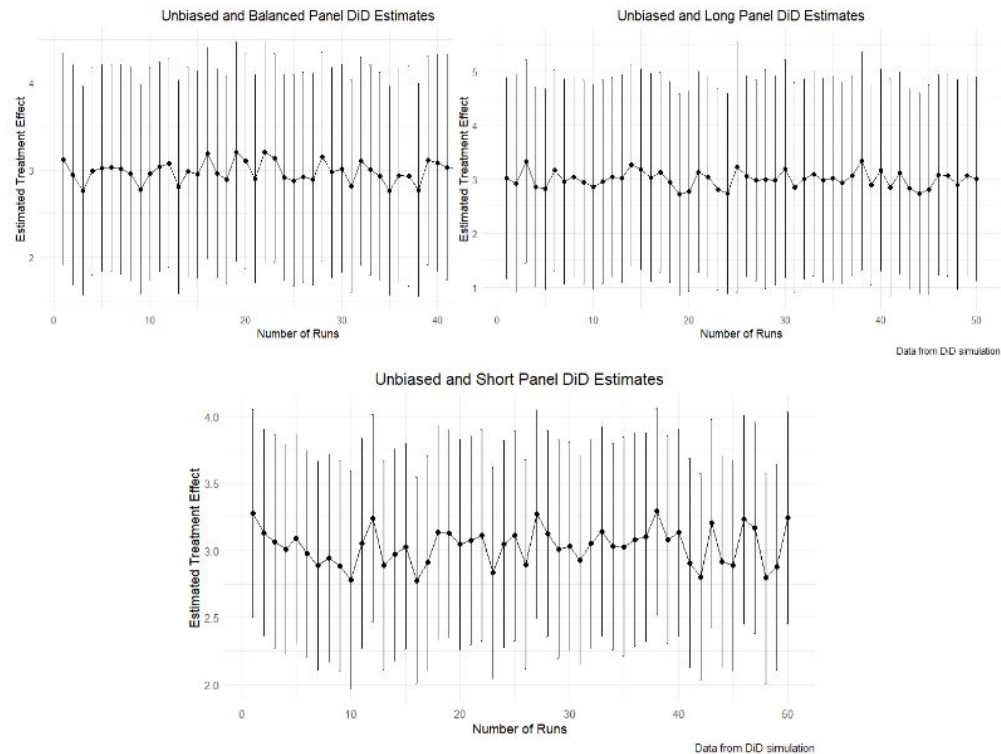 Unbiased and Balanced Panel DiD Estimates
Estimated Treatment Effect
4
3
2
0 10 20 30 40
Number of Runs
Unbiased and Long Panel DiD Estimates
Estimated Treatment Effect
5
4
3
2
1
0 10 20 30 40 50
Number of Runs
Data from DiD simulation
Unbiased and Short Panel DiD Estimates
Estimated Treatment Effect
4.0
3.5
3.0
2.5
2.0
0 10 20 30 40 50
Number of Runs
Data from DiD simulation